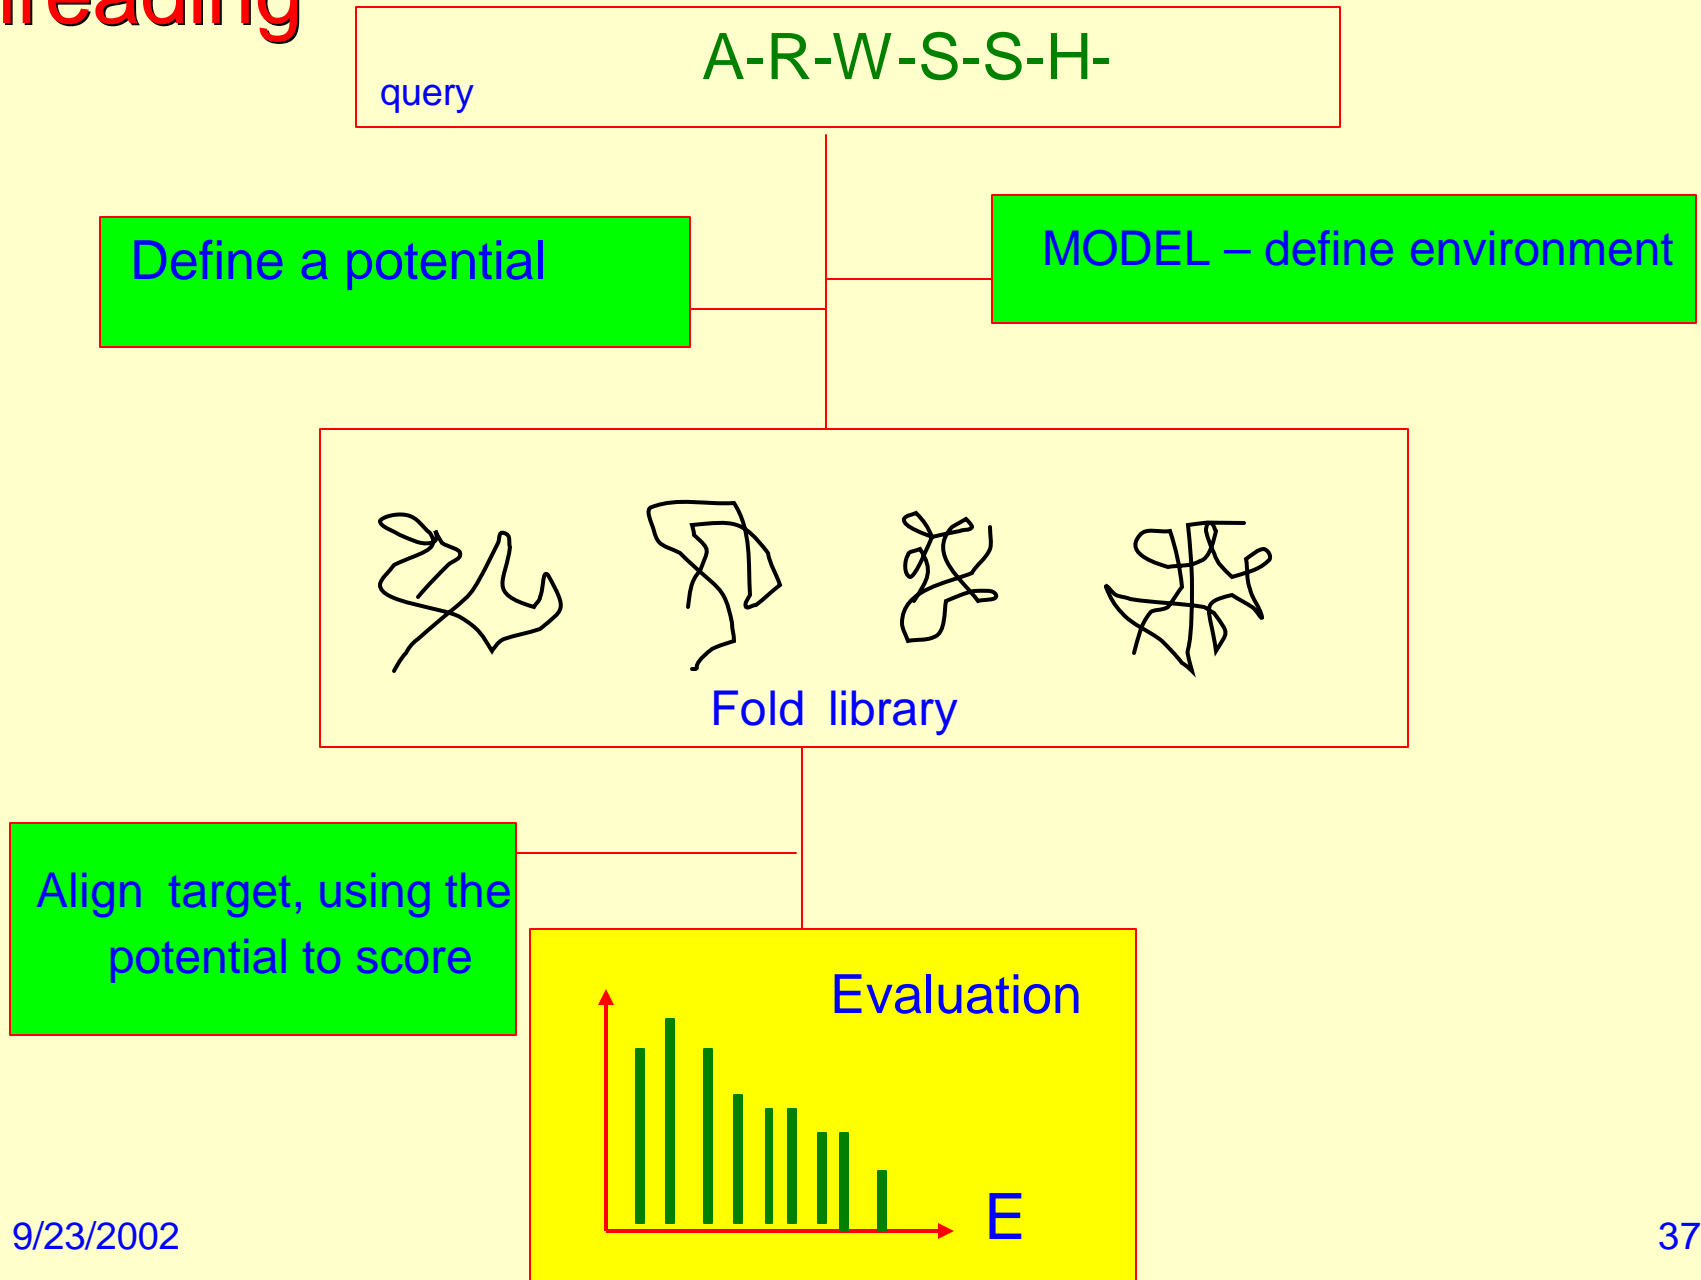 A-R-W-S-S-H-
query
Define a potential
MODEL – define environment
Fold library
Align target, using the
potential to score
Evaluation
E
9/23/2002
37